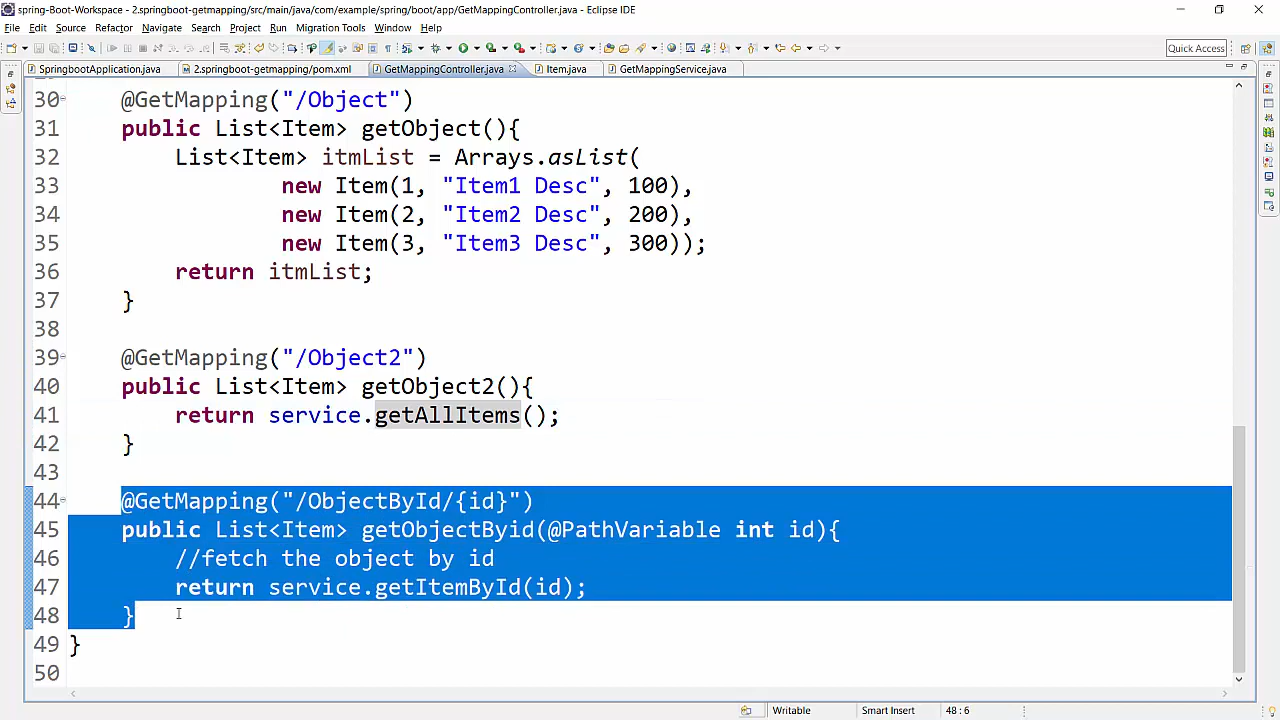 spring-Boot-Workspace - 2.springboot-getmapping/src/main/java/com/example/spring/boot/app/GetMappingController.java - Eclipse IDE
File Edit Source Refactor Navigate Search Project Run Migration Tools Window Help
Quick Access
SpringbootApplication.java 2.springboot-getmapping/pom.xml GetMappingController.java Item.java GetMappingService.java
30 @GetMapping("/Object")
31 public List<Item> getObject(){
32 List<Item> itmList = Arrays.asList(
33 new Item(1, "Item1 Desc", 100),
34 new Item(2, "Item2 Desc", 200),
35 new Item(3, "Item3 Desc", 300));
36 return itmList;
37 }
38
39 @GetMapping("/Object2")
40 public List<Item> getObject2(){
41 return service.getAllItems();
42 }
43
44 @GetMapping("/ObjectById/{id}")
45 public List<Item> getObjectByid(@PathVariable int id){
46 //fetch the object by id
47 return service.getItemById(id);
48 }
49 }
50
Writable Smart Insert 48 : 6